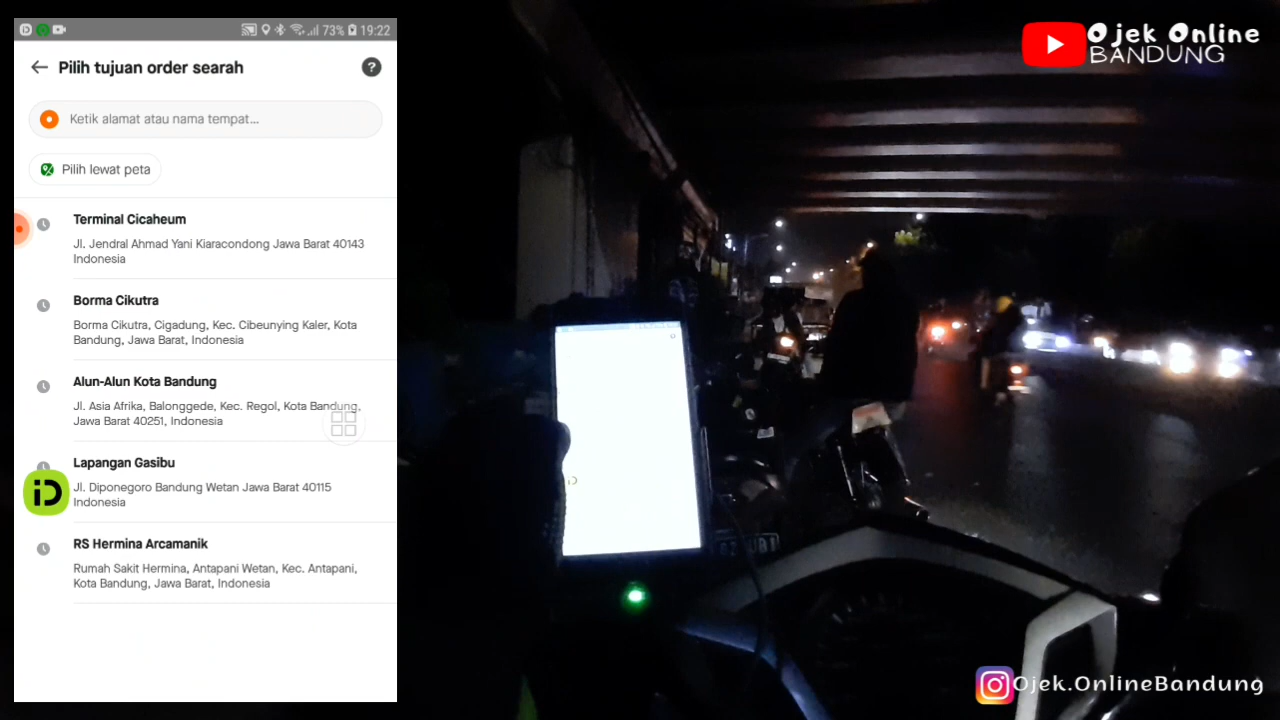 73% 19:22
Pilih tujuan order searah
?
Ketik alamat atau nama tempat...
Pilih lewat peta
Terminal Cicaheum
Jl. Jendral Ahmad Yani Kiaracondong Jawa Barat 40143
Indonesia
Borma Cikutra
Borma Cikutra, Cigadung, Kec. Cibeunying Kaler, Kota
Bandung, Jawa Barat, Indonesia
Alun-Alun Kota Bandung
Jl. Asia Afrika, Balonggede, Kec. Regol, Kota Bandung,
Jawa Barat 40251, Indonesia
Lapangan Gasibu
iD
Jl. Diponegoro Bandung Wetan Jawa Barat 40115
Indonesia
RS Hermina Arcamanik
Rumah Sakit Hermina, Antapani Wetan, Kec. Antapani,
Kota Bandung, Jawa Barat, Indonesia
Ojek Online
BANDUNG
Ojek.OnlineBandung